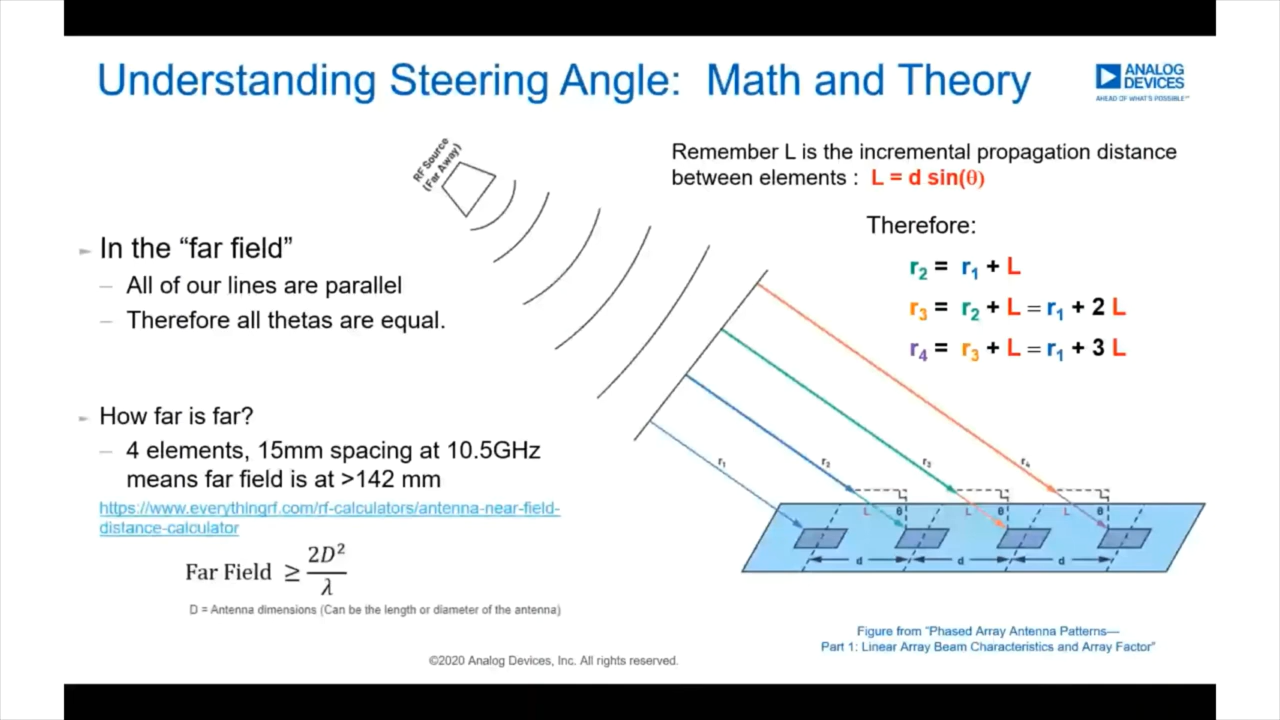 Understanding Steering Angle: Math and Theory
ANALOG
DEVICES
AHEAD OF WHAT'S POSSIBLE™
RF Source
(Far Away)
Remember L is the incremental propagation distance
between elements : L = d sin(θ)
Therefore:
r2 = r1 + L
r3 = r2 + L = r1 + 2 L
r4 = r3 + L = r1 + 3 L
► In the “far field”
– All of our lines are parallel
– Therefore all thetas are equal.
► How far is far?
– 4 elements, 15mm spacing at 10.5GHz
means far field is at >142 mm
https://www.everythingrf.com/rf-calculators/antenna-near-field-
distance-calculator
Far Field ≥ 2D²/λ
D = Antenna dimensions (Can be the length or diameter of the antenna)
r1 r2 r3 r4
L θ L θ L θ
d d d
Figure from “Phased Array Antenna Patterns—
Part 1: Linear Array Beam Characteristics and Array Factor”
©2020 Analog Devices, Inc. All rights reserved.